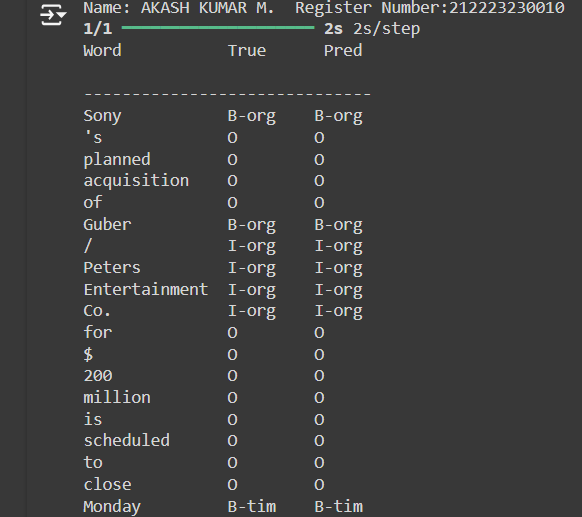 Name: AKASH KUMAR M. Register Number:212223230010
1/1 2s 2s/step
Word True Pred
------------------------------
Sony B-org B-org
's O O
planned O O
acquisition O O
of O O
Guber B-org B-org
/ I-org I-org
Peters I-org I-org
Entertainment I-org I-org
Co. I-org I-org
for O O
$ O O
200 O O
million O O
is O O
scheduled O O
to O O
close O O
Monday B-tim B-tim